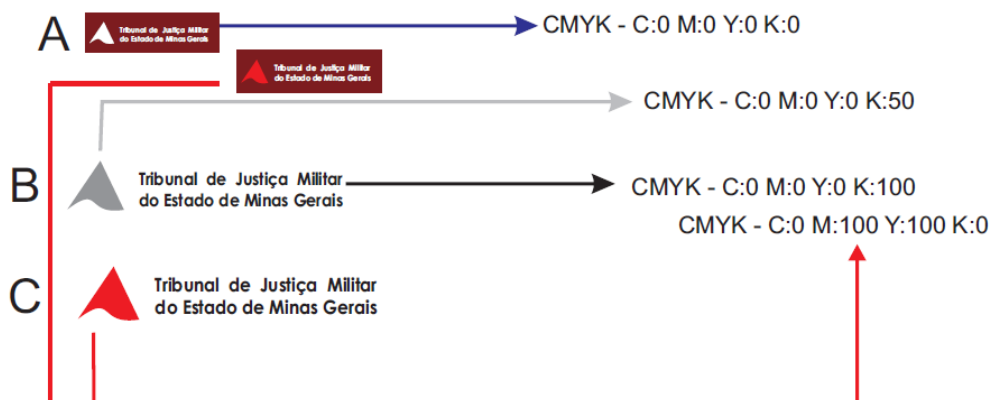 A
Tribunal de Justiça Militar
do Estado de Minas Gerais
CMYK - C:0 M:0 Y:0 K:0
Tribunal de Justiça Militar
do Estado de Minas Gerais
CMYK - C:0 M:0 Y:0 K:50
B
Tribunal de Justiça Militar
do Estado de Minas Gerais
CMYK - C:0 M:0 Y:0 K:100
CMYK - C:0 M:100 Y:100 K:0
C
Tribunal de Justiça Militar
do Estado de Minas Gerais